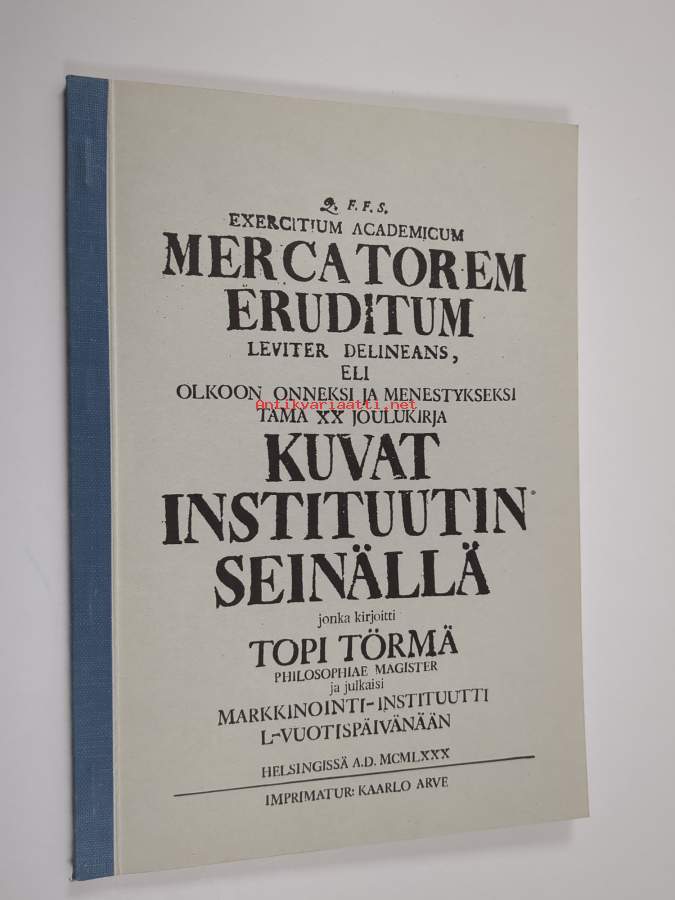 Q. F. F. S.
EXERCITIUM ACADEMICUM
MERCATOREM
ERUDITUM
LEVITER DELINEANS,
ELI
OLKOON ONNEKSI JA MENESTYKSEKSI
Antikvariaatti.net
TÄMÄ XX JOULUKIRJA
KUVAT
INSTITUUTIN
SEINÄLLÄ
jonka kirjoitti
TOPI TÖRMÄ
PHILOSOPHIAE MAGISTER
ja julkaisi
MARKKINOINTI-INSTITUUTTI
L-VUOTISPÄIVÄNÄÄN
HELSINGISSÄ A.D. MCMLXXX
IMPRIMATUR: KAARLO ARVE